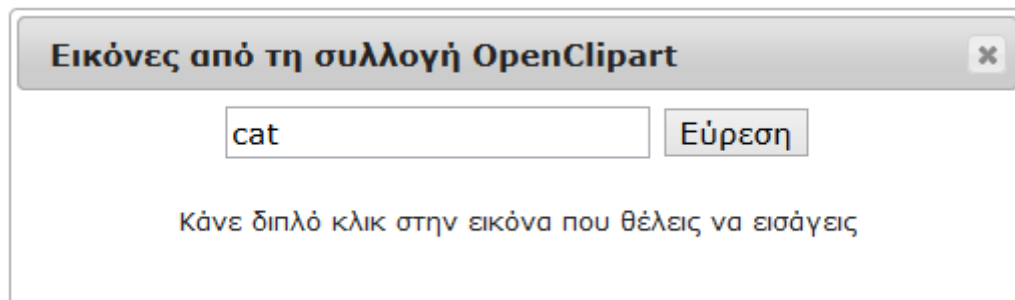 Εικόνες από τη συλλογή OpenClipart
cat Εύρεση
Κάνε διπλό κλικ στην εικόνα που θέλεις να εισάγεις